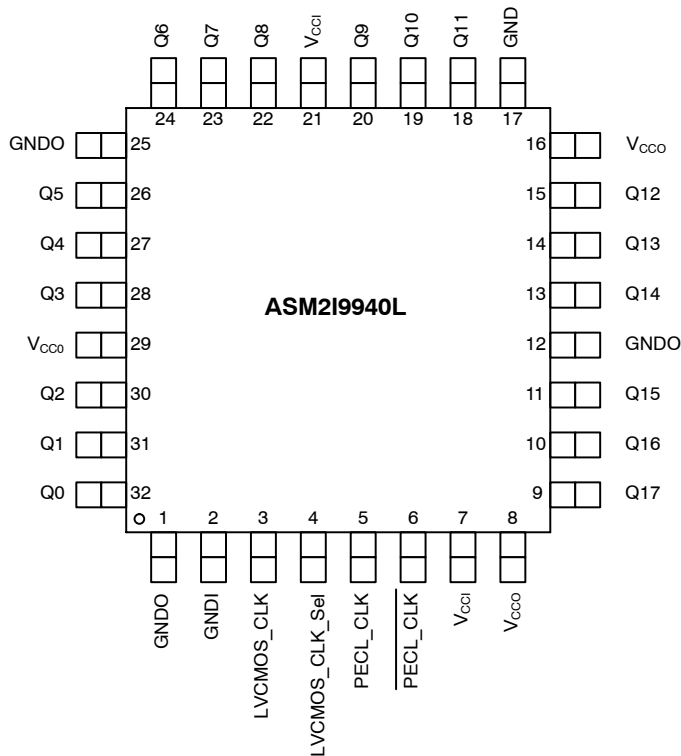 Q6 Q7 Q8 VCCI Q9 Q10 Q11 GND
24 23 22 21 20 19 18 17
GNDO 25 16 VCCO
Q5 26 15 Q12
Q4 27 14 Q13
Q3 28 13 Q14
ASM2I9940L
VCC0 29 12 GNDO
Q2 30 11 Q15
Q1 31 10 Q16
Q0 32 9 Q17
1 2 3 4 5 6 7 8
GNDO GNDI LVCMOS_CLK LVCMOS_CLK_Sel PECL_CLK PECL_CLK VCCI VCCO